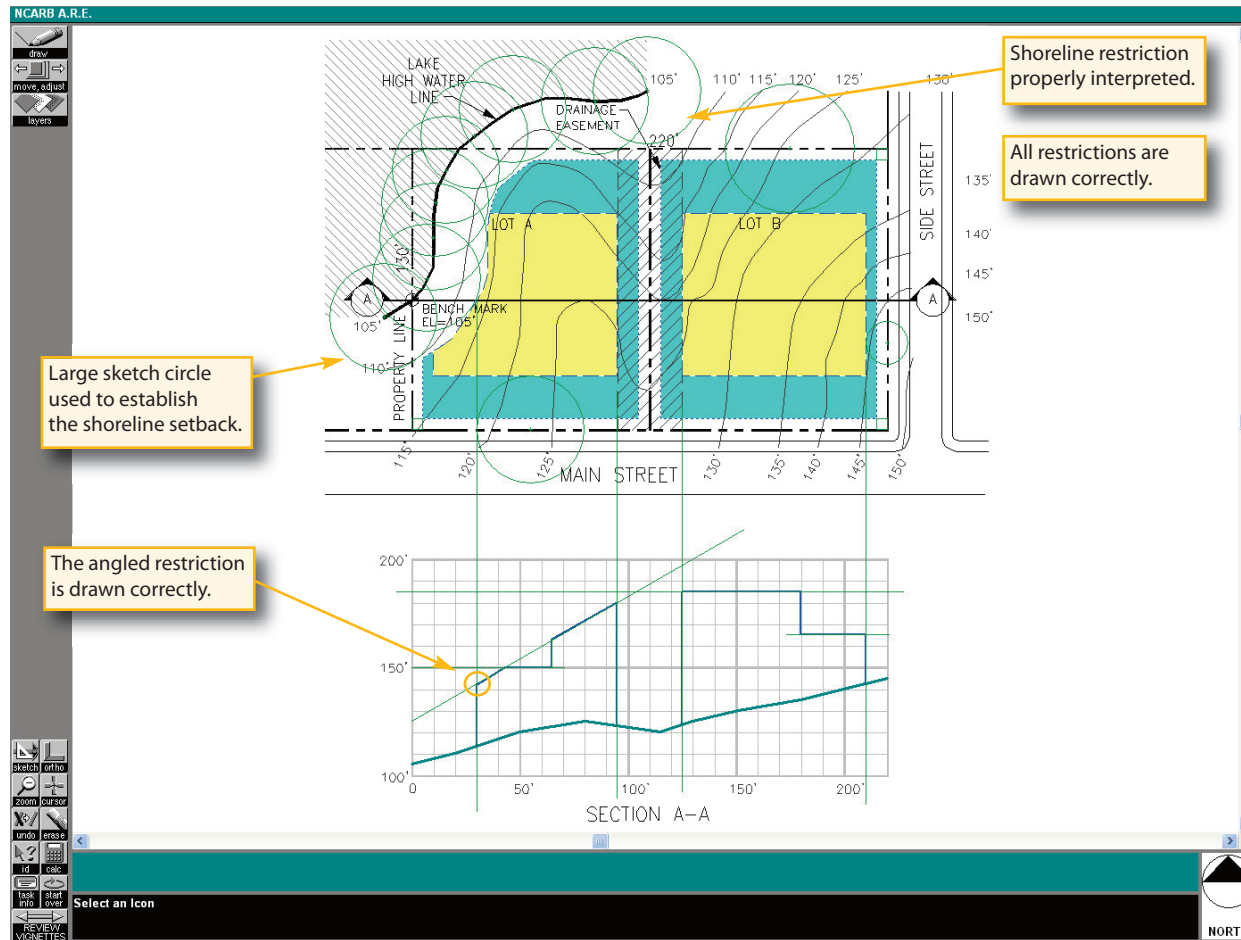 NCARB A.R.E.
draw
move, adjust
layers
LAKE
HIGH WATER
LINE
105'
110'
115'
120'
125'
130'
DRAINAGE
EASEMENT
220'
Shoreline restriction
properly interpreted.
All restrictions are
drawn correctly.
135'
140'
145'
150'
SIDE STREET
LOT A
LOT B
130'
A
A
BENCH MARK
EL=105'
105'
110'
PROPERTY LINE
Large sketch circle
used to establish
the shoreline setback.
115'
120'
125'
MAIN STREET
130'
135'
140'
145'
150'
The angled restriction
is drawn correctly.
200'
150'
100'
0
50'
100'
150'
200'
SECTION A-A
sketch
ortho
zoom
cursor
undo
erase
id
calc
task
info
start
over
REVIEW
VIGNETTES
Select an Icon
NORT